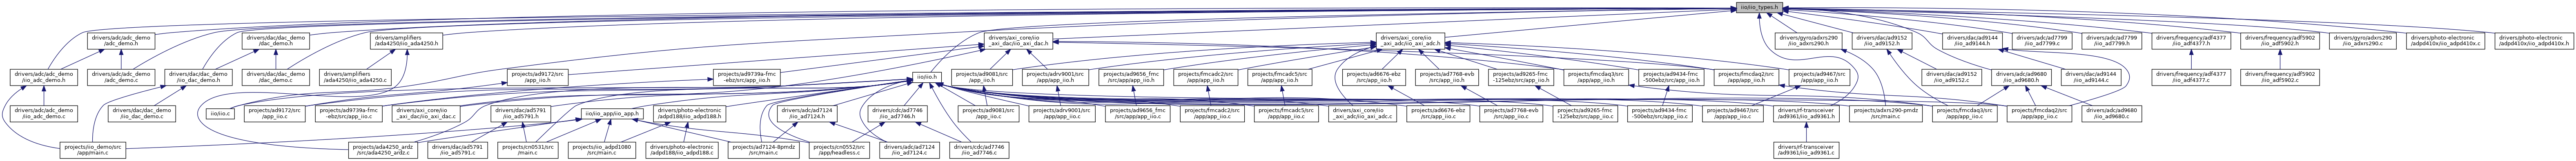 iio/iio_types.h
drivers/adc/adc_demo
/adc_demo.h
drivers/dac/dac_demo
/dac_demo.h
drivers/amplifiers
/ada4250/iio_ada4250.h
drivers/axi_core/iio
_axi_dac/iio_axi_dac.h
drivers/axi_core/iio
_axi_adc/iio_axi_adc.h
drivers/gyro/adxrs290
/iio_adxrs290.h
drivers/dac/ad9152
/iio_ad9152.h
drivers/dac/ad9144
/iio_ad9144.h
drivers/adc/ad7799
/iio_ad7799.c
drivers/adc/ad7799
/iio_ad7799.h
drivers/frequency/adf4377
/iio_adf4377.h
drivers/frequency/adf5902
/iio_adf5902.h
drivers/gyro/adxrs290
/iio_adxrs290.c
drivers/photo-electronic
/adpd410x/iio_adpd410x.c
drivers/photo-electronic
/adpd410x/iio_adpd410x.h
drivers/adc/adc_demo
/iio_adc_demo.h
drivers/adc/adc_demo
/adc_demo.c
drivers/dac/dac_demo
/iio_dac_demo.h
drivers/dac/dac_demo
/dac_demo.c
drivers/amplifiers
/ada4250/iio_ada4250.c
projects/ad9172/src
/app_iio.h
projects/ad9739a-fmc
-ebz/src/app_iio.h
iio/iio.h
projects/ad9081/src
/app_iio.h
projects/adrv9001/src
/app/app_iio.h
projects/ad9656_fmc
/src/app/app_iio.h
projects/fmcadc2/src
/app/app_iio.h
projects/fmcadc5/src
/app/app_iio.h
projects/ad6676-ebz
/src/app_iio.h
projects/ad7768-evb
/src/app_iio.h
projects/ad9265-fmc
-125ebz/src/app_iio.h
projects/fmcdaq3/src
/app/app_iio.h
projects/ad9434-fmc
-500ebz/src/app_iio.h
projects/fmcdaq2/src
/app/app_iio.h
projects/ad9467/src
/app/app_iio.h
drivers/dac/ad9152
/iio_ad9152.c
drivers/adc/ad9680
/iio_ad9680.h
drivers/dac/ad9144
/iio_ad9144.c
drivers/frequency/adf4377
/iio_adf4377.c
drivers/frequency/adf5902
/iio_adf5902.c
drivers/adc/adc_demo
/iio_adc_demo.c
drivers/dac/dac_demo
/iio_dac_demo.c
iio/iio.c
projects/ad9172/src
/app_iio.c
projects/ad9739a-fmc
-ebz/src/app_iio.c
drivers/axi_core/iio
_axi_dac/iio_axi_dac.c
drivers/dac/ad5791
/iio_ad5791.h
iio/iio_app/iio_app.h
drivers/photo-electronic
/adpd188/iio_adpd188.h
drivers/adc/ad7124
/iio_ad7124.h
drivers/cdc/ad7746
/iio_ad7746.h
projects/ad9081/src
/app_iio.c
projects/adrv9001/src
/app/app_iio.c
projects/ad9656_fmc
/src/app/app_iio.c
projects/fmcadc2/src
/app/app_iio.c
projects/fmcadc5/src
/app/app_iio.c
drivers/axi_core/iio
_axi_adc/iio_axi_adc.c
projects/ad6676-ebz
/src/app_iio.c
projects/ad7768-evb
/src/app_iio.c
projects/ad9265-fmc
-125ebz/src/app_iio.c
projects/ad9434-fmc
-500ebz/src/app_iio.c
projects/ad9467/src
/app/app_iio.c
drivers/rf-transceiver
/ad9361/iio_ad9361.h
projects/adxrs290-pmdz
/src/main.c
projects/fmcdaq3/src
/app/app_iio.c
projects/fmcdaq2/src
/app/app_iio.c
drivers/adc/ad9680
/iio_ad9680.c
projects/iio_demo/src
/app/main.c
projects/ada4250_ardz
/src/ada4250_ardz.c
drivers/dac/ad5791
/iio_ad5791.c
projects/cn0531/src
/main.c
projects/iio_adpd1080
/src/main.c
drivers/photo-electronic
/adpd188/iio_adpd188.c
projects/ad7124-8pmdz
/src/main.c
projects/cn0552/src
/app/headless.c
drivers/adc/ad7124
/iio_ad7124.c
drivers/cdc/ad7746
/iio_ad7746.c
drivers/rf-transceiver
/ad9361/iio_ad9361.c